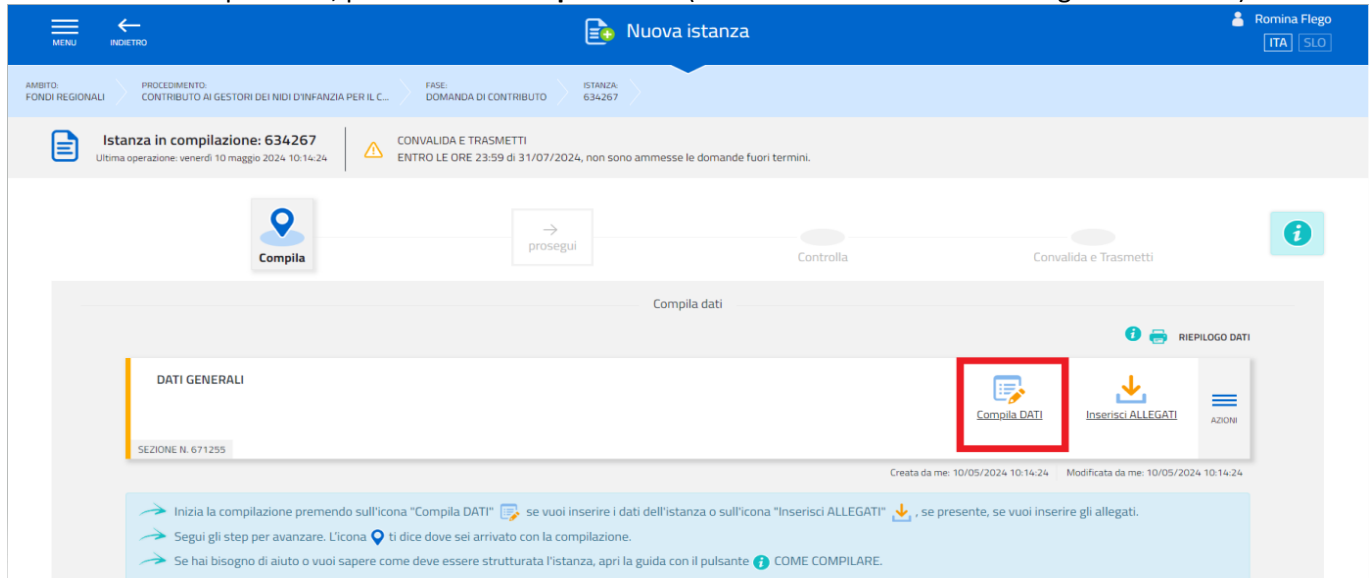 Nuova istanza
Romina Flego
MENU
INDIETRO
ITA SLO
AMBITO:
FONDI REGIONALI
PROCEDIMENTO:
CONTRIBUTO AI GESTORI DEI NIDI D'INFANZIA PER IL C...
FASE:
DOMANDA DI CONTRIBUTO
ISTANZA:
634267
Istanza in compilazione: 634267
Ultima operazione: venerdì 10 maggio 2024 10:14:24
CONVALIDA E TRASMETTI
ENTRO LE ORE 23:59 di 31/07/2024, non sono ammesse le domande fuori termini.
Compila
prosegui
Controlla
Convalida e Trasmetti
Compila dati
RIEPILOGO DATI
DATI GENERALI
Compila DATI
Inserisci ALLEGATI
AZIONI
SEZIONE N. 671255
Creata da me: 10/05/2024 10:14:24
Modificata da me: 10/05/2024 10:14:24
Inizia la compilazione premendo sull'icona "Compila DATI" se vuoi inserire i dati dell'istanza o sull'icona "Inserisci ALLEGATI" , se presente, se vuoi inserire gli allegati.
Segui gli step per avanzare. L'icona ti dice dove sei arrivato con la compilazione.
Se hai bisogno di aiuto o vuoi sapere come deve essere strutturata l'istanza, apri la guida con il pulsante COME COMPILARE.